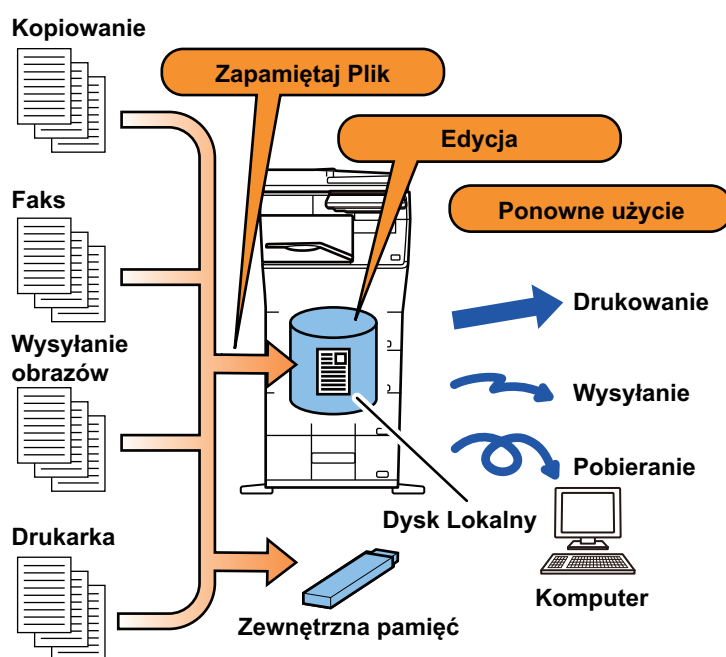 Kopiowanie
Zapamiętaj Plik
Edycja
Faks
Ponowne użycie
Drukowanie
Wysyłanie
obrazów
Wysyłanie
Pobieranie
Dysk Lokalny
Drukarka
Komputer
Zewnętrzna pamięć